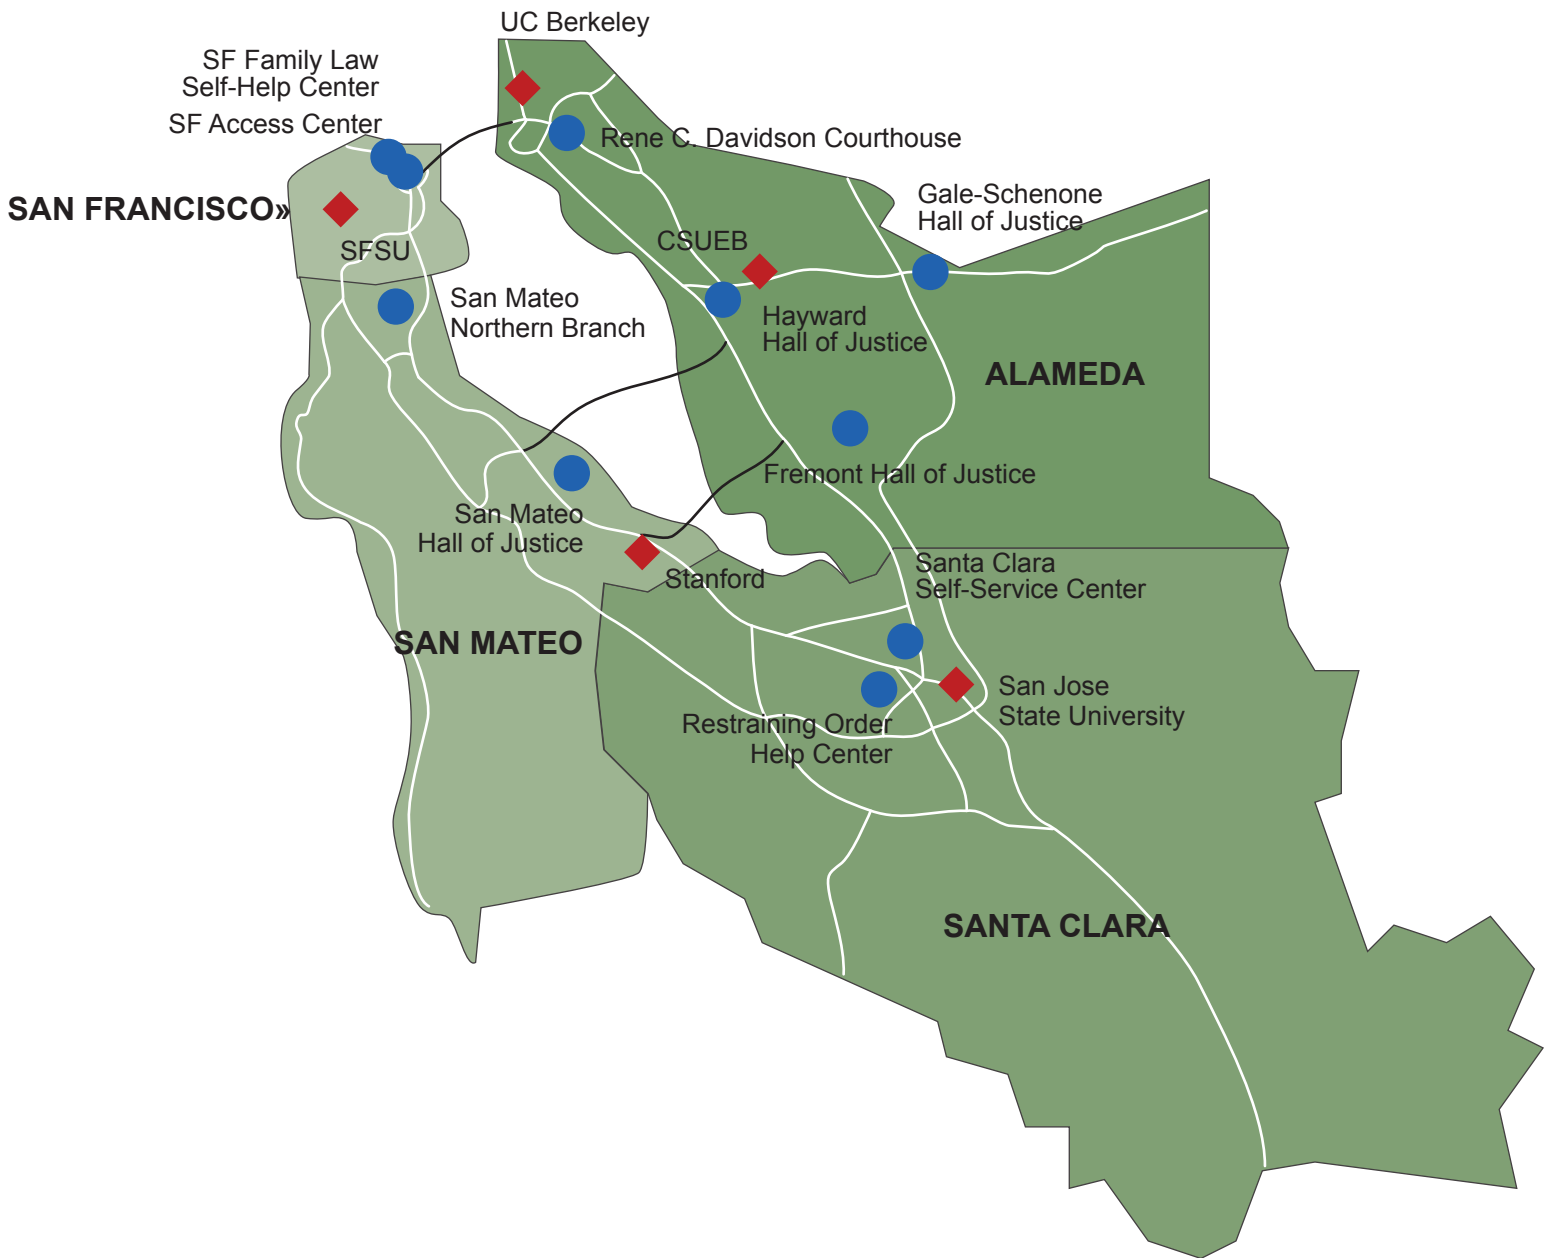 UC Berkeley
SF Family Law
Self-Help Center
SF Access Center
Rene C. Davidson Courthouse
SAN FRANCISCO»
Gale-Schenone
Hall of Justice
SFSU
CSUEB
San Mateo
Northern Branch
Hayward
Hall of Justice
ALAMEDA
Fremont Hall of Justice
San Mateo
Hall of Justice
Stanford
Santa Clara
Self-Service Center
SAN MATEO
San Jose
State University
Restraining Order
Help Center
SANTA CLARA